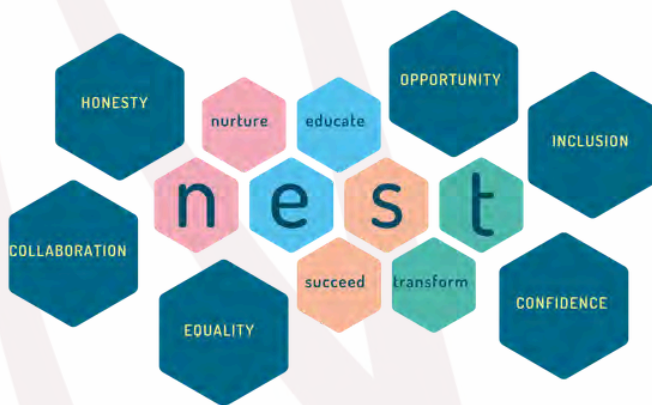 HONESTY
OPPORTUNITY
nurture
educate
INCLUSION
n e s t
COLLABORATION
succeed
transform
EQUALITY
CONFIDENCE